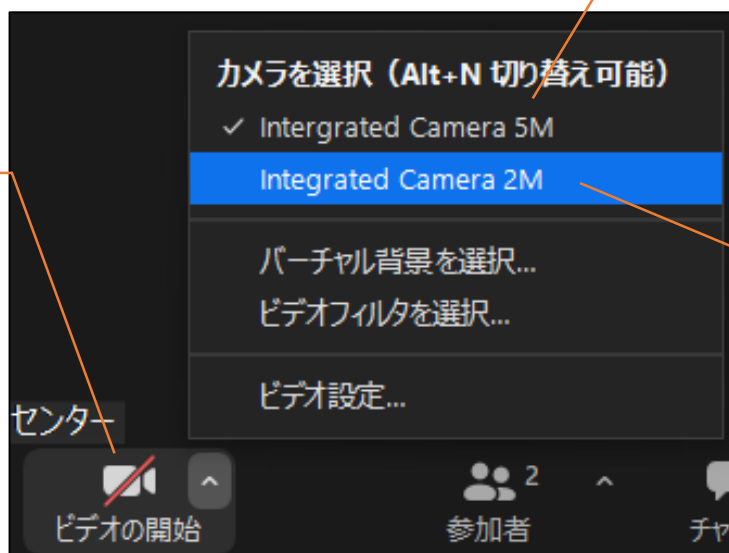 カメラを選択（Alt+N 切り替え可能）
✓ Intergrated Camera 5M
Integrated Camera 2M
バーチャル背景を選択...
ビデオフィルタを選択...
ビデオ設定...
センター
2
ビデオの開始
参加者
チャ